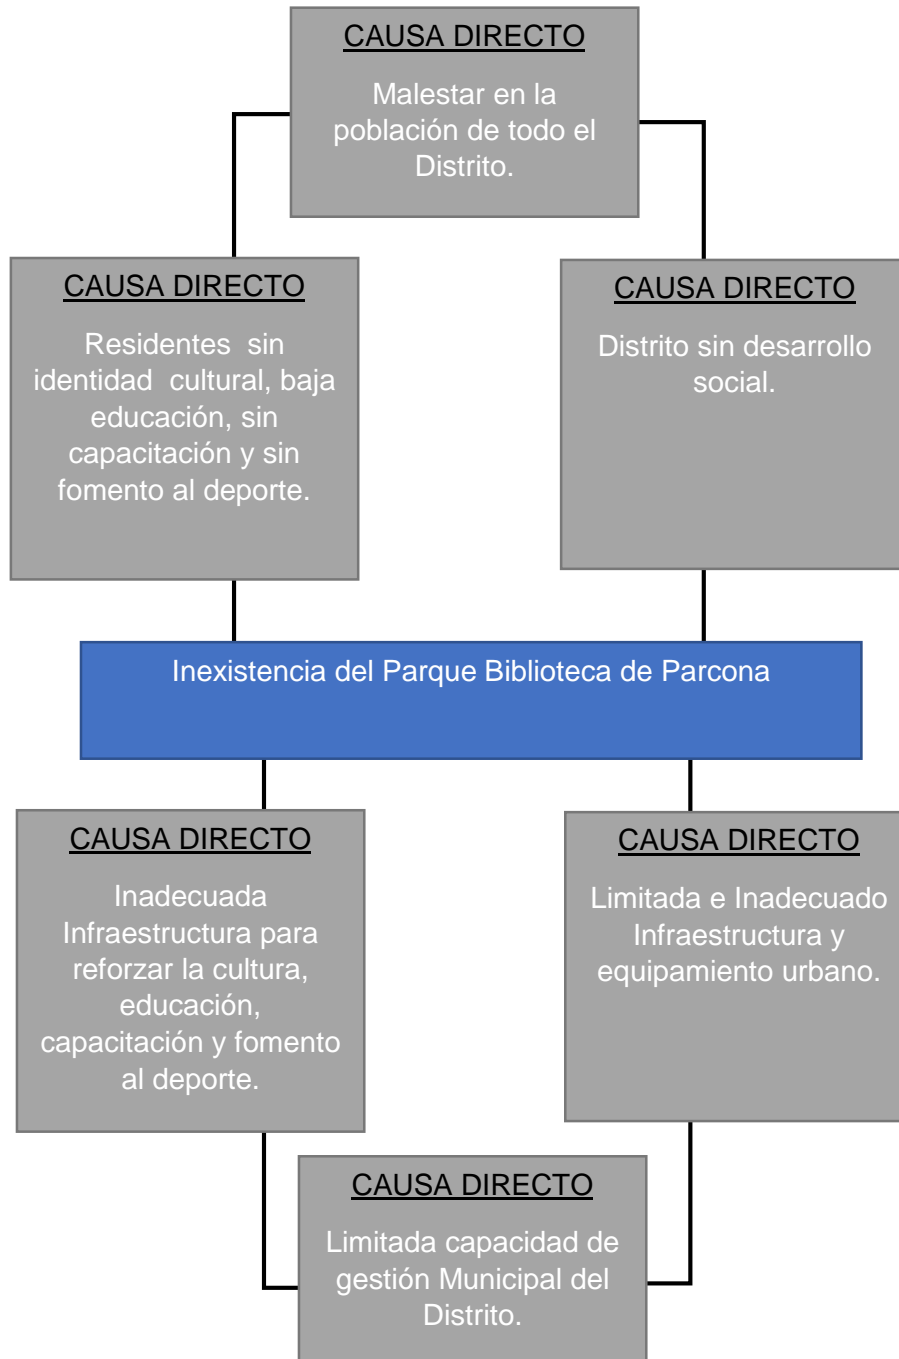 CAUSA DIRECTO
Malestar en la
población de todo el
Distrito.
CAUSA DIRECTO
Residentes sin
identidad cultural, baja
educación, sin
capacitación y sin
fomento al deporte.
CAUSA DIRECTO
Distrito sin desarrollo
social.
Inexistencia del Parque Biblioteca de Parcona
CAUSA DIRECTO
Inadecuada
Infraestructura para
reforzar la cultura,
educación,
capacitación y fomento
al deporte.
CAUSA DIRECTO
Limitada e Inadecuado
Infraestructura y
equipamiento urbano.
CAUSA DIRECTO
Limitada capacidad de
gestión Municipal del
Distrito.